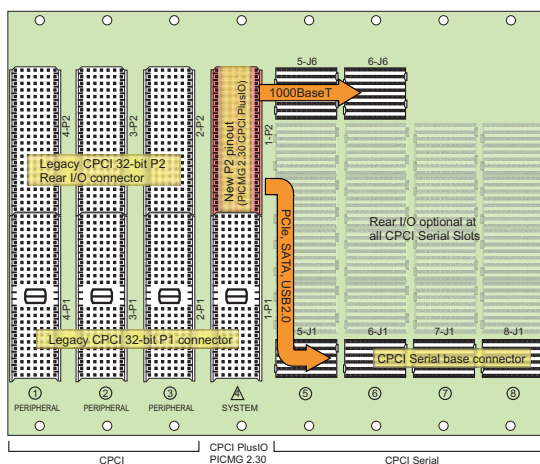 5-J6
6-J6
1000BaseT
4-P2
3-P2
2-P2
1-P2
New P2 pinout
(PICMG 2.30 CPCI PlusIO)
Legacy CPCI 32-bit P2
Rear I/O connector
PCIe, SATA, USB2.0
Rear I/O optional at
all CPCI Serial Slots
4-P1
3-P1
2-P1
1-P1
5-J1
6-J1
7-J1
8-J1
Legacy CPCI 32-bit P1 connector
CPCI Serial base connector
1
2
3
4
5
6
7
8
PERIPHERAL
PERIPHERAL
PERIPHERAL
SYSTEM
CPCI
CPCI PlusIO
PICMG 2.30
CPCI Serial